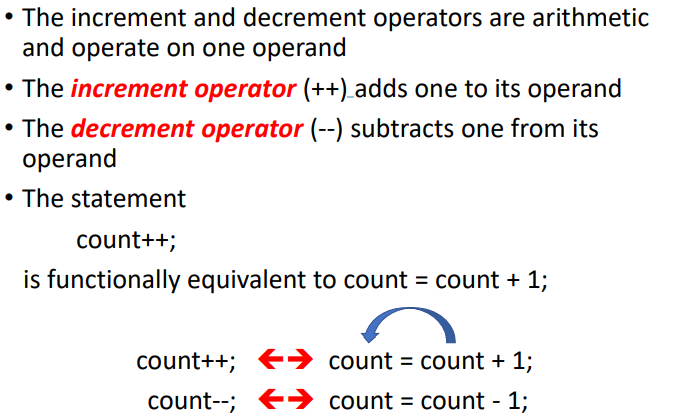 • The increment and decrement operators are arithmetic
and operate on one operand
• The increment operator (++) adds one to its operand
• The decrement operator (--) subtracts one from its
operand
• The statement
count++;
is functionally equivalent to count = count + 1;
count++; ←→ count = count + 1;
count--; ←→ count = count - 1;